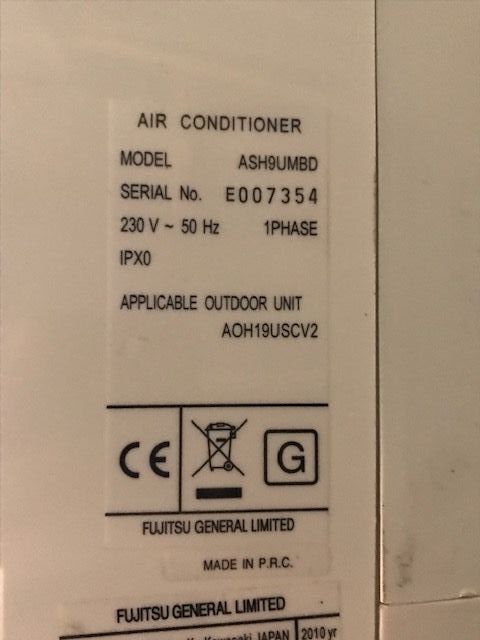 AIR CONDITIONER
MODEL ASH9UMBD
SERIAL No. E007354
230 V ~ 50 Hz 1PHASE
IPX0
APPLICABLE OUTDOOR UNIT
AOH19USCV2
CE G
FUJITSU GENERAL LIMITED
MADE IN P.R.C.
FUJITSU GENERAL LIMITED
Kawasaki JAPAN 2010 yr